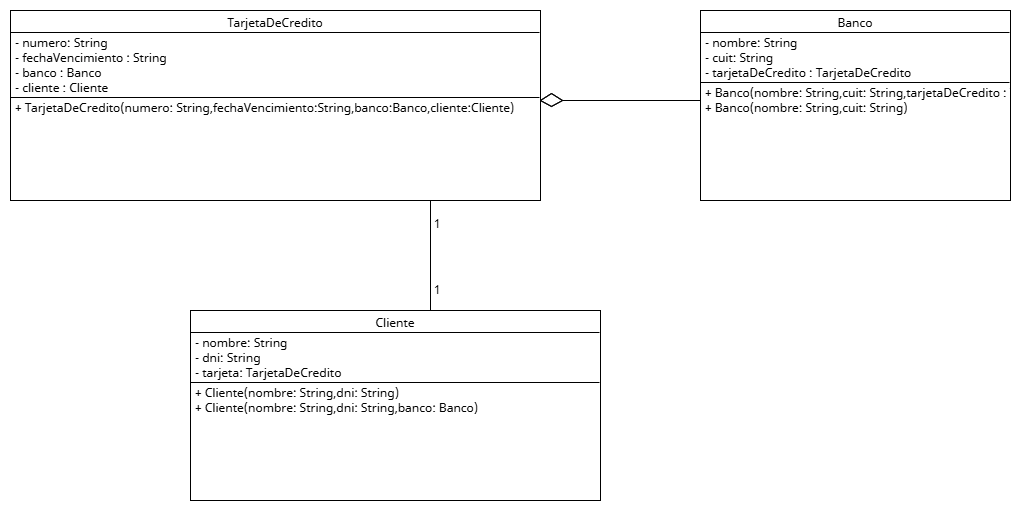 TarjetaDeCredito
- numero: String
- fechaVencimiento : String
- banco : Banco
- cliente : Cliente
+ TarjetaDeCredito(numero: String,fechaVencimiento:String,banco:Banco,cliente:Cliente)
Banco
- nombre: String
- cuit: String
- tarjetaDeCredito : TarjetaDeCredito
+ Banco(nombre: String,cuit: String,tarjetaDeCredito :
+ Banco(nombre: String,cuit: String)
1
1
Cliente
- nombre: String
- dni: String
- tarjeta: TarjetaDeCredito
+ Cliente(nombre: String,dni: String)
+ Cliente(nombre: String,dni: String,banco: Banco)